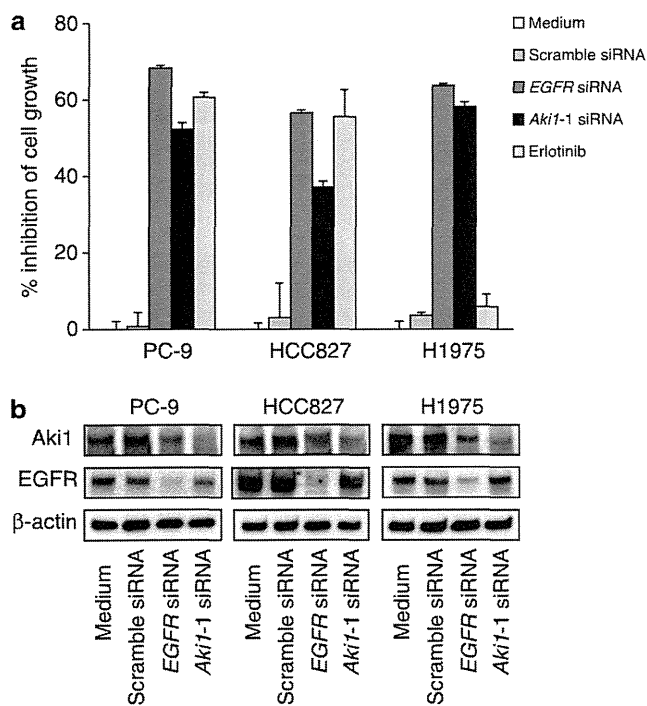 a
80
60
40
20
0
% inhibition of cell growth
Medium
Scramble siRNA
EGFR siRNA
Aki1-1 siRNA
Erlotinib
PC-9 HCC827 H1975
b
PC-9 HCC827 H1975
Aki1
EGFR
β-actin
Medium
Scramble siRNA
EGFR siRNA
Aki1-1 siRNA
Medium
Scramble siRNA
EGFR siRNA
Aki1-1 siRNA
Medium
Scramble siRNA
EGFR siRNA
Aki1-1 siRNA